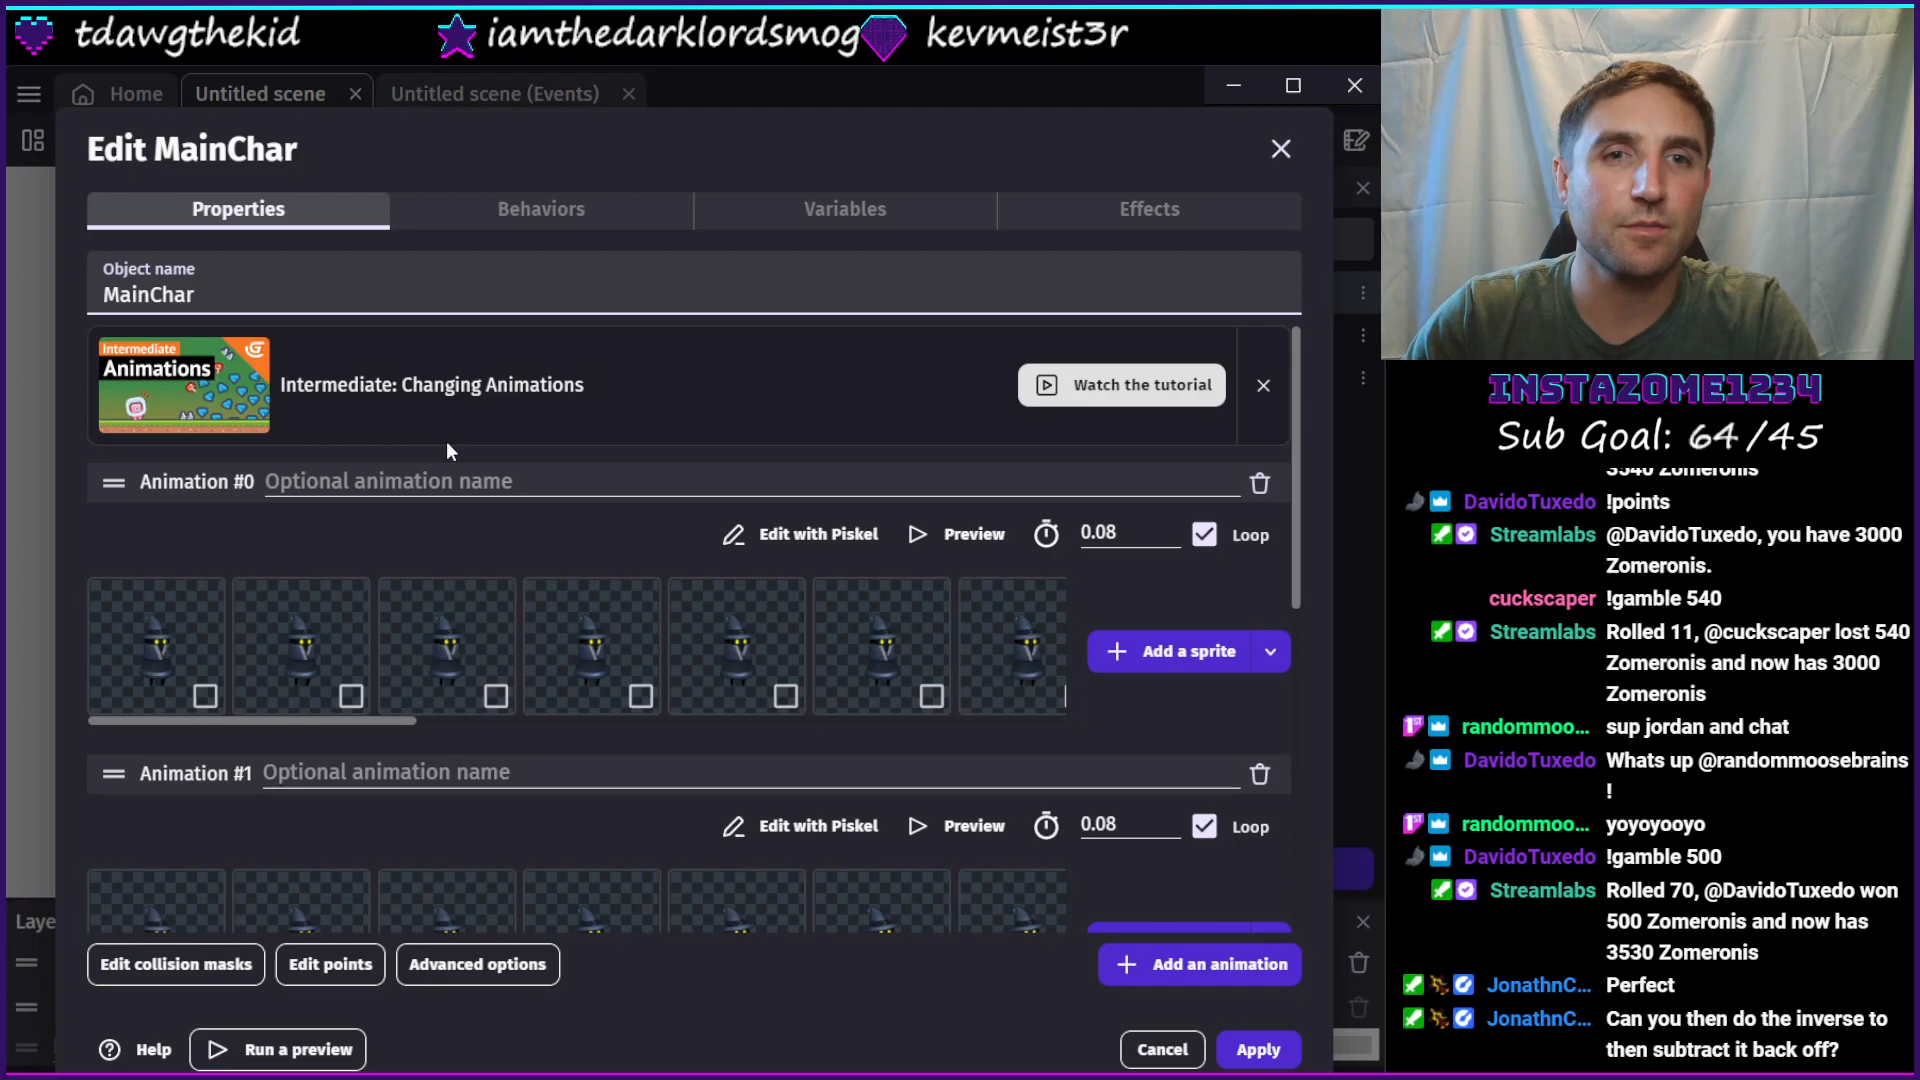 tdawgthekid iamthedarklordsmog kevmeist3r
Home Untitled scene Untitled scene (Events)
Edit MainChar
Properties Behaviors Variables Effects
Object name
MainChar
Intermediate
Animations
Intermediate: Changing Animations
Watch the tutorial
Animation #0 Optional animation name
Edit with Piskel Preview 0.08 Loop
Add a sprite
Animation #1 Optional animation name
Edit with Piskel Preview 0.08 Loop
Edit collision masks Edit points Advanced options Add an animation
Help Run a preview Cancel Apply
Laye
INSTAZOME1234
Sub Goal: 64/45
3540 Zomeronis
DavidoTuxedo !points
Streamlabs @DavidoTuxedo, you have 3000
Zomeronis.
cuckscaper !gamble 540
Streamlabs Rolled 11, @cuckscaper lost 540
Zomeronis and now has 3000
Zomeronis
randommoo... sup jordan and chat
DavidoTuxedo Whats up @randommoosebrains
!
randommoo... yoyoyooyo
DavidoTuxedo !gamble 500
Streamlabs Rolled 70, @DavidoTuxedo won
500 Zomeronis and now has
3530 Zomeronis
JonathnC... Perfect
JonathnC... Can you then do the inverse to
then subtract it back off?